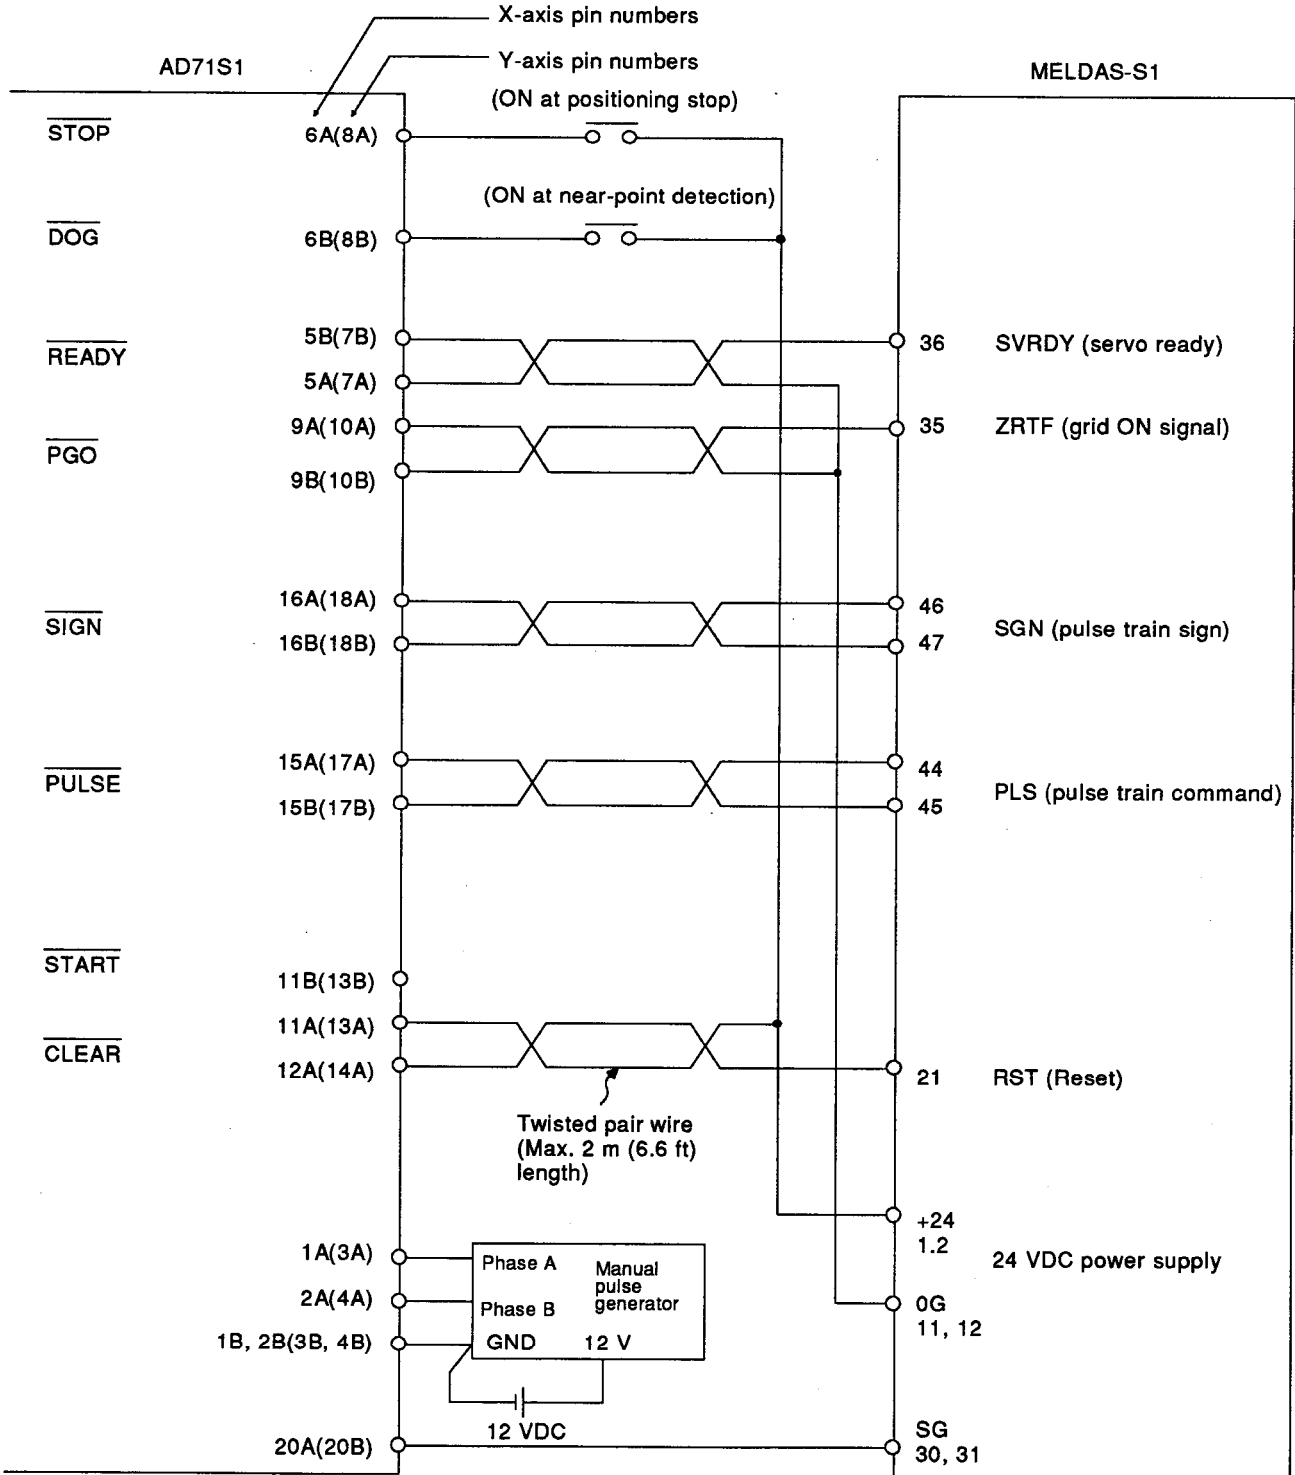 X-axis pin numbers
Y-axis pin numbers
AD71S1
MELDAS-S1
(ON at positioning stop)
STOP
6A(8A)
(ON at near-point detection)
DOG
6B(8B)
5B(7B)
READY
36
SVRDY (servo ready)
5A(7A)
9A(10A)
35
ZRTF (grid ON signal)
PGO
9B(10B)
16A(18A)
46
SIGN
SGN (pulse train sign)
16B(18B)
47
15A(17A)
44
PULSE
PLS (pulse train command)
15B(17B)
45
START
11B(13B)
11A(13A)
CLEAR
12A(14A)
21
RST (Reset)
Twisted pair wire
(Max. 2 m (6.6 ft)
length)
+24
1.2
24 VDC power supply
1A(3A)
Phase A
Manual
pulse
generator
2A(4A)
Phase B
0G
11, 12
1B, 2B(3B, 4B)
GND
12 V
12 VDC
SG
30, 31
20A(20B)